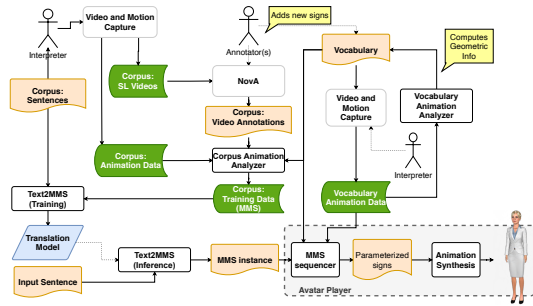 Video and Motion
Capture
Interpreter
Annotator(s)
Adds new signs
Computes
Geometric
Info
Vocabulary
Corpus:
Sentences
Corpus:
SL Videos
NovA
Video and
Motion
Capture
Vocabulary
Animation
Analyzer
Corpus:
Video Annotations
Interpreter
Corpus:
Animation Data
Corpus Animation
Analyzer
Text2MMS
(Training)
Corpus:
Training Data
(MMS)
Vocabulary
Animation Data
Translation
Model
Text2MMS
(Inference)
MMS instance
MMS
sequencer
Parameterized
signs
Animation
Synthesis
Input Sentence
Avatar Player